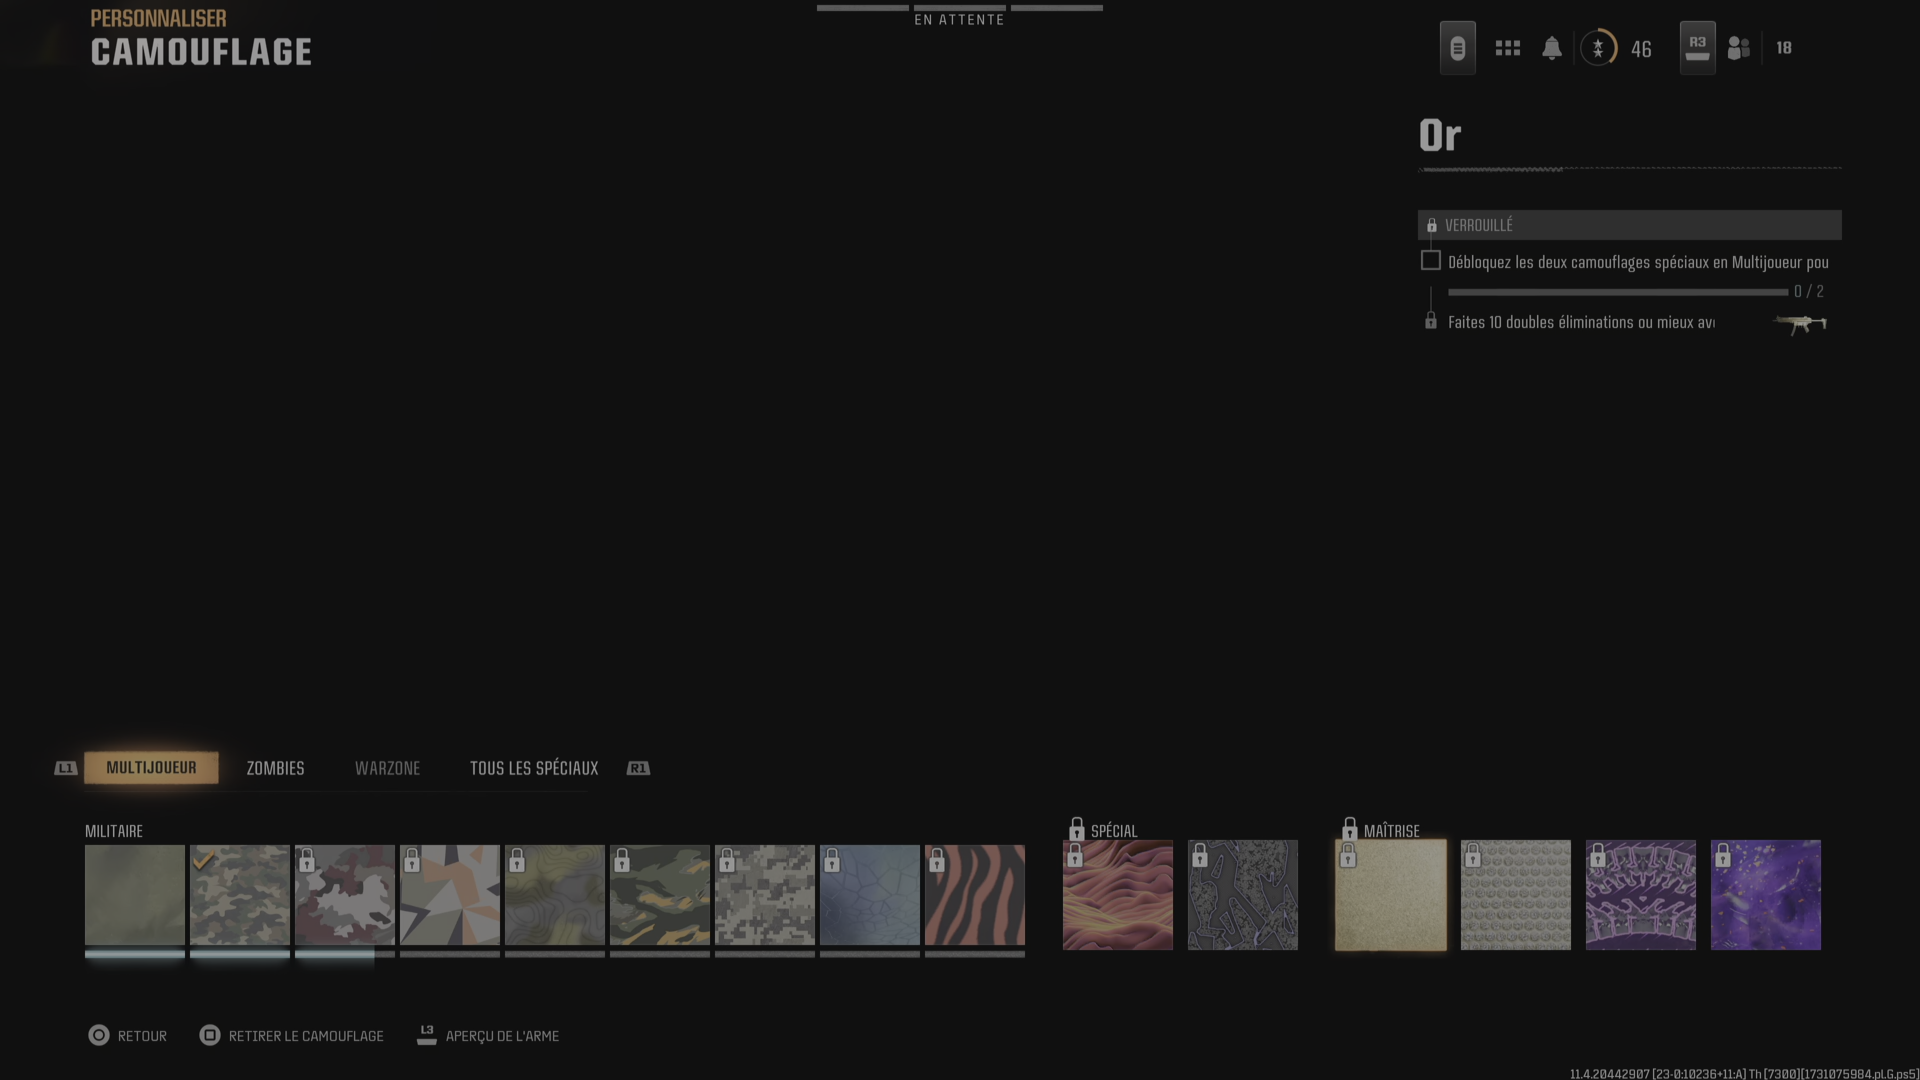 PERSONNALISER
CAMOUFLAGE
EN ATTENTE
46
R3
18
Or
VERROUILLÉ
Débloquez les deux camouflages spéciaux en Multijoueur pou
0 / 2
Faites 10 doubles éliminations ou mieux av
L1
MULTIJOUEUR
ZOMBIES
WARZONE
TOUS LES SPÉCIAUX
R1
MILITAIRE
SPÉCIAL
MAÎTRISE
RETOUR
RETIRER LE CAMOUFLAGE
L3
APERÇU DE L'ARME
11.4.20442907 [23-0:10236+11:A] Th [7300][1731075984.pl.G.ps5]